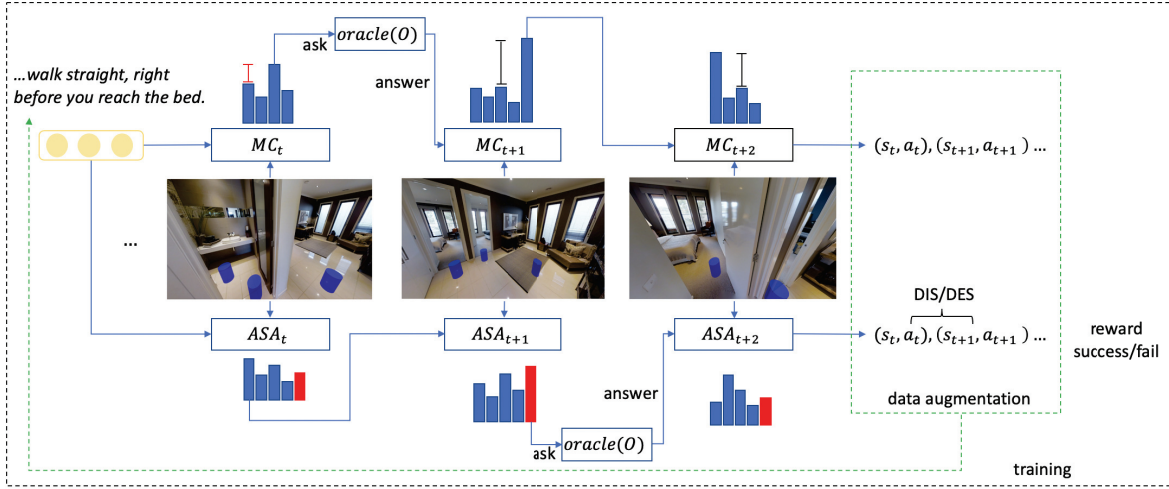 ask
oracle(O)
answer
…walk straight, right
before you reach the bed.
MC_t
MC_{t+1}
MC_{t+2}
(s_t, a_t), (s_{t+1}, a_{t+1}) …
...
DIS/DES
ASA_t
ASA_{t+1}
ASA_{t+2}
(s_t, a_t), (s_{t+1}, a_{t+1}) …
reward
success/fail
answer
data augmentation
ask
oracle(O)
training